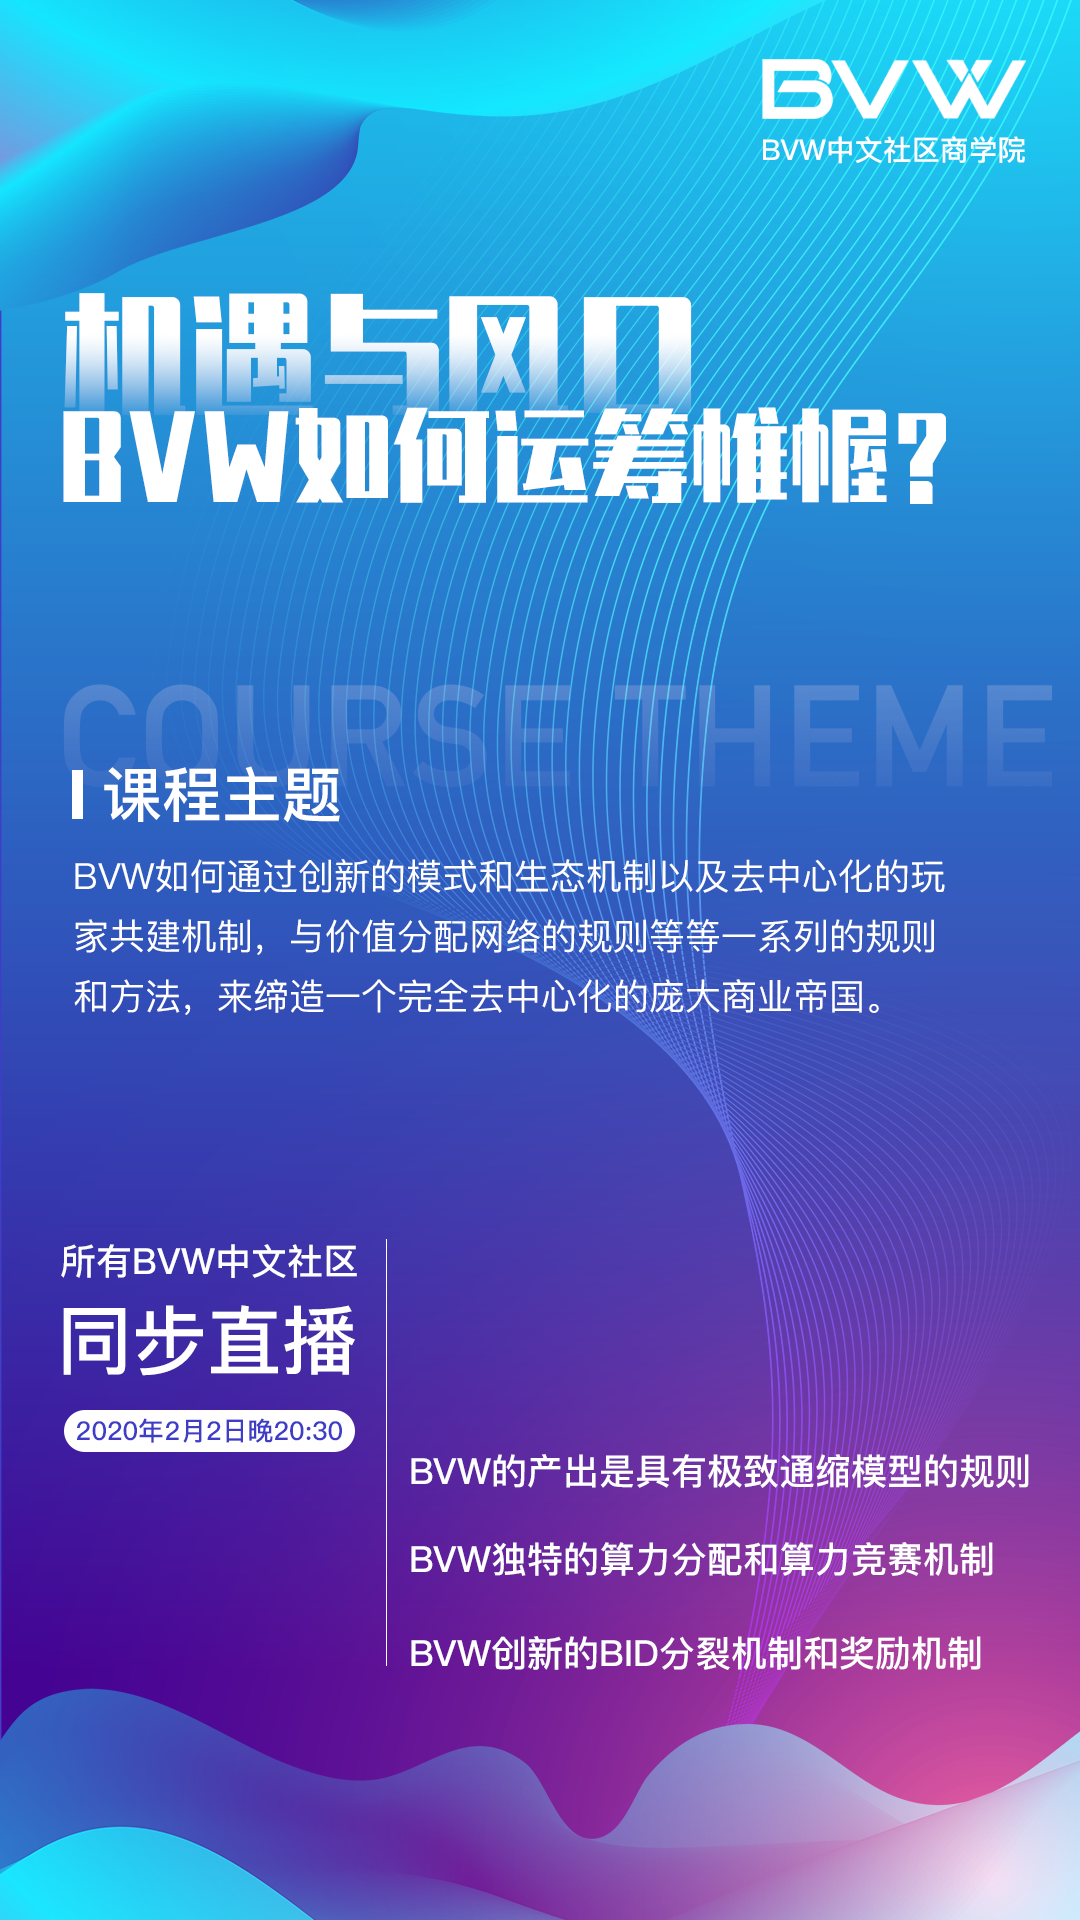 BVW
BVW中文社区商学院
机遇与风口
BVW如何运筹帷幄?
COURSE THEME
课程主题
BVW如何通过创新的模式和生态机制以及去中心化的玩
家共建机制，与价值分配网络的规则等等一系列的规则
和方法，来缔造一个完全去中心化的庞大商业帝国。
所有BVW中文社区
同步直播
2020年2月2日晚20:30
BVW的产出是具有极致通缩模型的规则
BVW独特的算力分配和算力竞赛机制
BVW创新的BID分裂机制和奖励机制